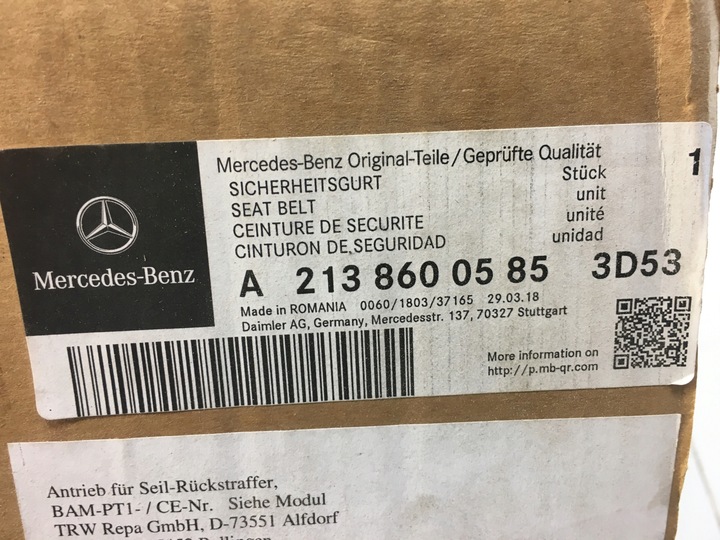 Mercedes-Benz Original-Teile/Geprüfte Qualität
SICHERHEITSGURT Stück 1
SEAT BELT unit
CEINTURE DE SECURITE unité
CINTURON DE SEGURIDAD unidad
Mercedes-Benz
A 213 860 05 85 3D53
Made in ROMANIA 0060/1803/37165 29.03.18
Daimler AG, Germany, Mercedesstr. 137, 70327 Stuttgart
More information on
http://p.mb-qr.com
Antrieb für Seil-Rückstraffer,
BAM-PT1- / CE-Nr. Siehe Modul
TRW Repa GmbH, D-73551 Alfdorf